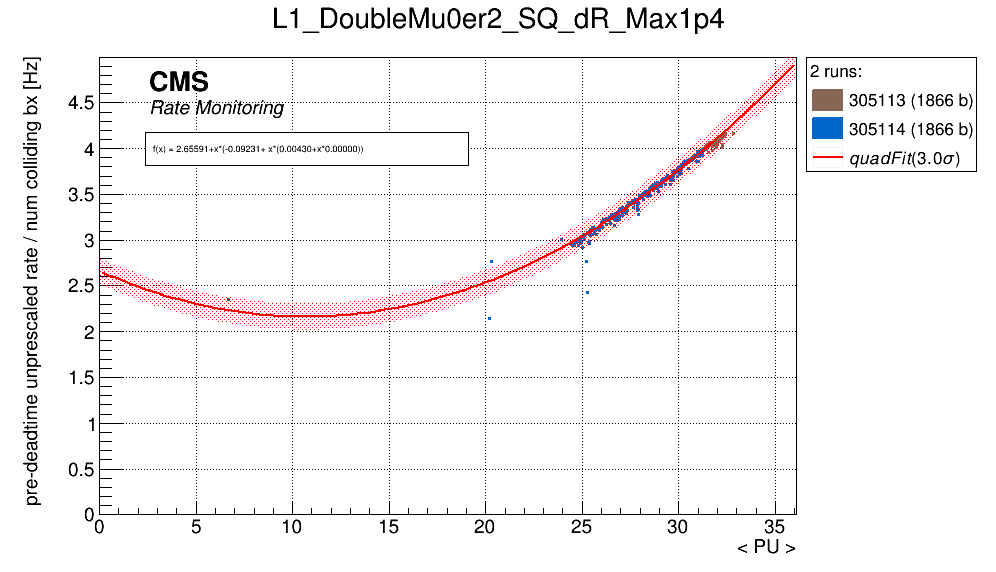 L1_DoubleMu0er2_SQ_dR_Max1p4
pre-deadtime unprescaled rate / num colliding bx [Hz]
CMS
Rate Monitoring
f(x) = 2.65591+x*(-0.09231+ x*(0.00430+x*0.00000))
4.5
4
3.5
3
2.5
2
1.5
1
0.5
0
0 5 10 15 20 25 30 35
< PU >
2 runs:
305113 (1866 b)
305114 (1866 b)
quadFit(3.0σ)